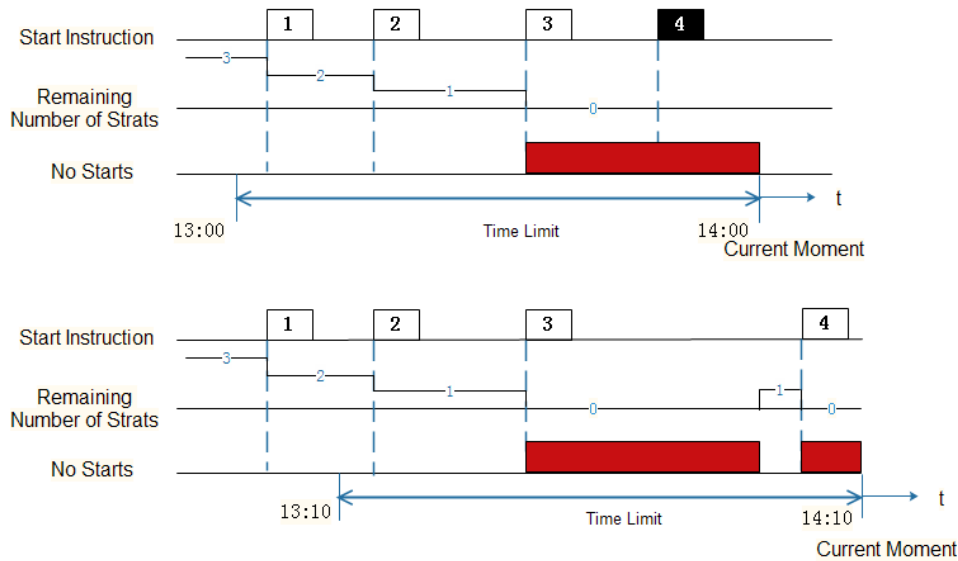 1 2 3 4
Start Instruction
3
2
Remaining
Number of Strats
1
0
No Starts
t
13:00
Time Limit
14:00
Current Moment
1 2 3 4
Start Instruction
3
2
Remaining
Number of Strats
1
1
0
0
No Starts
t
13:10
Time Limit
14:10
Current Moment